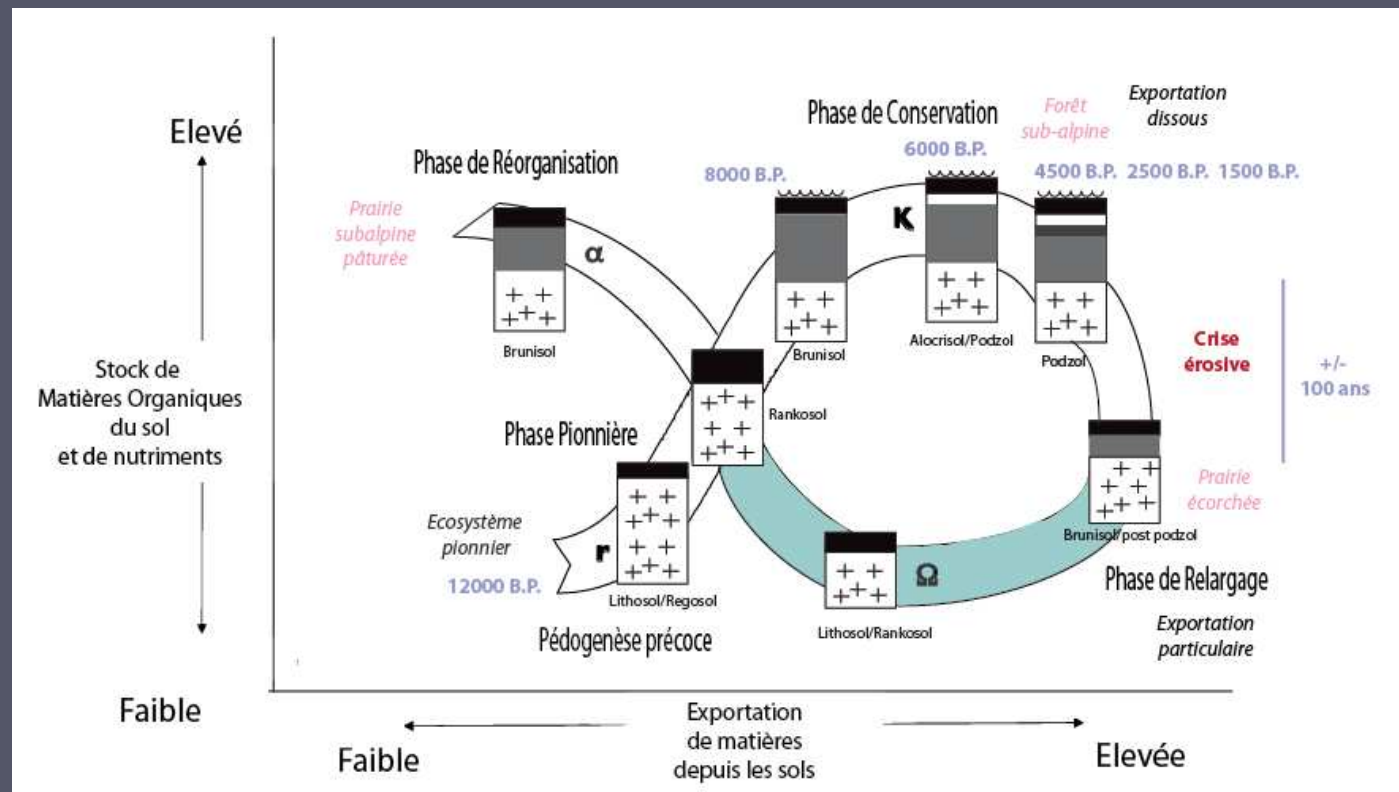 Elevé
Stock de
Matières Organiques
du sol
et de nutriments
Faible
Phase de Réorganisation
Prairie
subalpine
pâturée
α
Brunisol
Phase Pionnière
Ecosystème
pionnier
12000 B.P.
r
Lithosol/Regosol
Pédogenèse précoce
Rankosol
8000 B.P.
Brunisol
Phase de Conservation
6000 B.P.
K
Alocrisol/Podzol
Forêt
sub-alpine
Exportation
dissous
4500 B.P. 2500 B.P. 1500 B.P.
Podzol
Crise
érosive
+/-
100 ans
Prairie
écorchée
Brunisol/post podzol
Ω
Lithosol/Rankosol
Phase de Relargage
Exportation
particulaire
Faible
Exportation
de matières
depuis les sols
Elevée